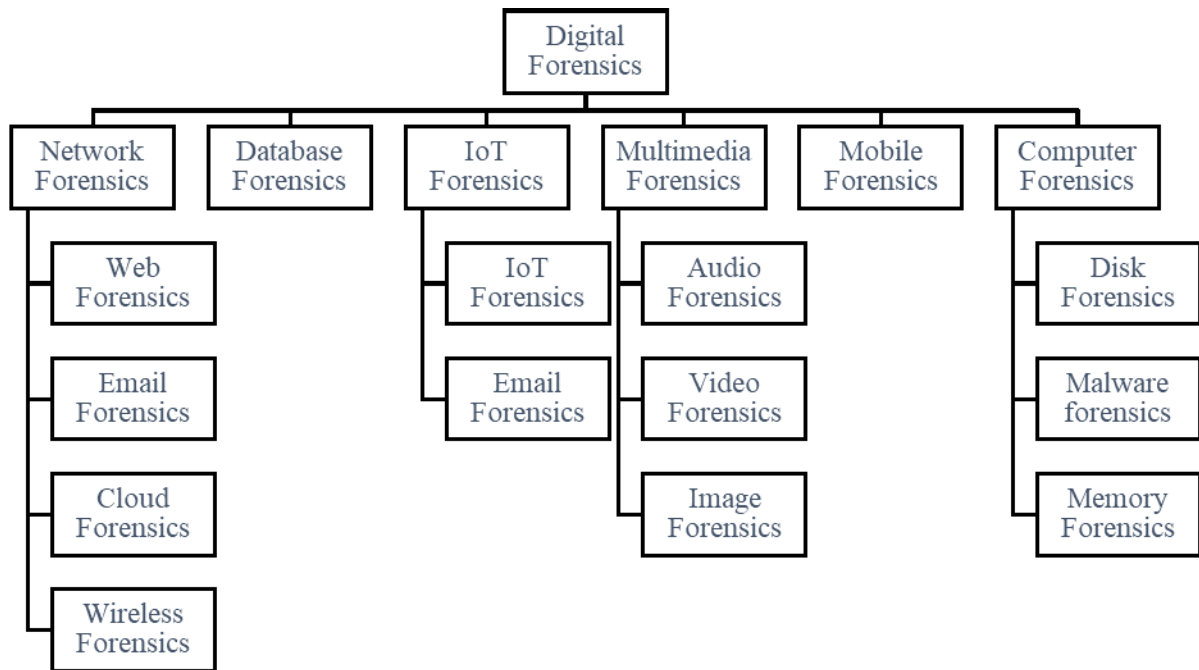 Digital
Forensics
Network
Forensics
Database
Forensics
IoT
Forensics
Multimedia
Forensics
Mobile
Forensics
Computer
Forensics
Web
Forensics
Email
Forensics
Cloud
Forensics
Wireless
Forensics
IoT
Forensics
Email
Forensics
Audio
Forensics
Video
Forensics
Image
Forensics
Disk
Forensics
Malware
forensics
Memory
Forensics